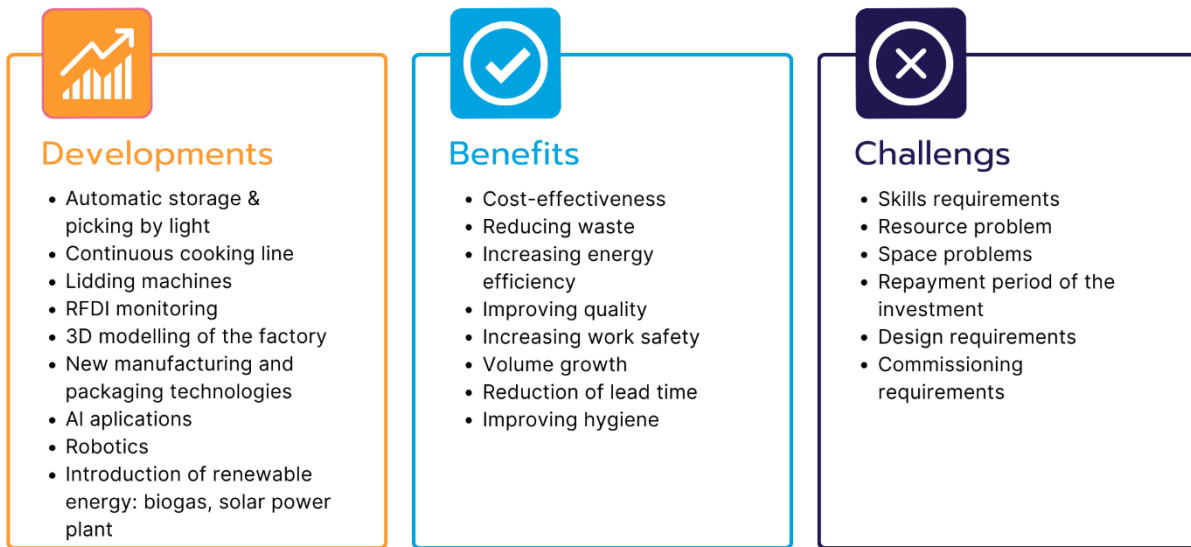 Developments
• Automatic storage &
picking by light
• Continuous cooking line
• Lidding machines
• RFDI monitoring
• 3D modelling of the factory
• New manufacturing and
packaging technologies
• AI aplications
• Robotics
• Introduction of renewable
energy: biogas, solar power
plant
Benefits
• Cost-effectiveness
• Reducing waste
• Increasing energy
efficiency
• Improving quality
• Increasing work safety
• Volume growth
• Reduction of lead time
• Improving hygiene
Challengs
• Skills requirements
• Resource problem
• Space problems
• Repayment period of the
investment
• Design requirements
• Commissioning
requirements